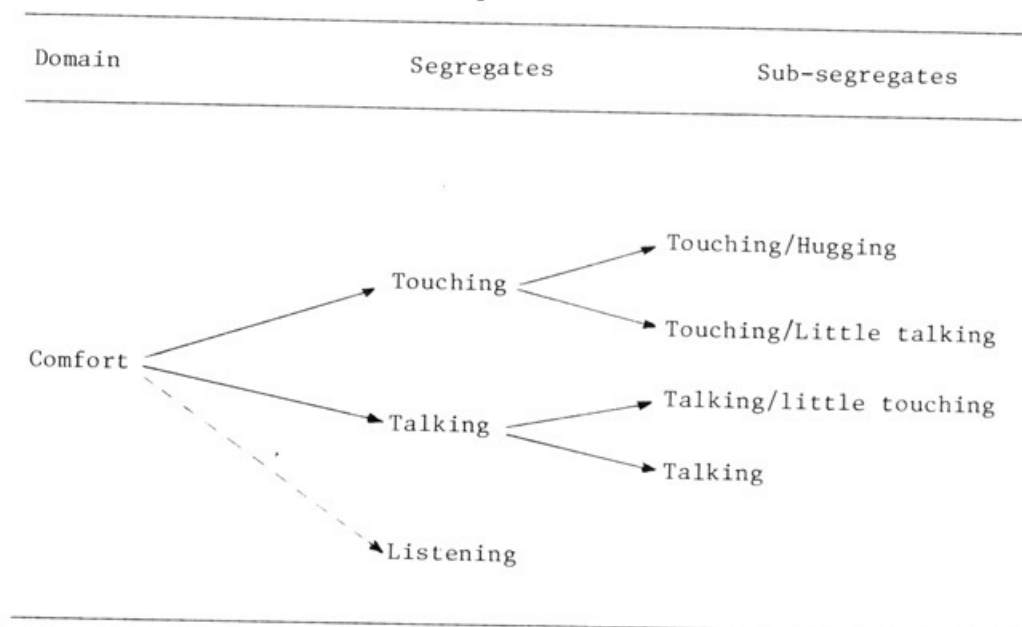 Domain Segregates Sub-segregates
Touching/Hugging
Touching
Touching/Little talking
Comfort
Talking/little touching
Talking
Talking
Listening